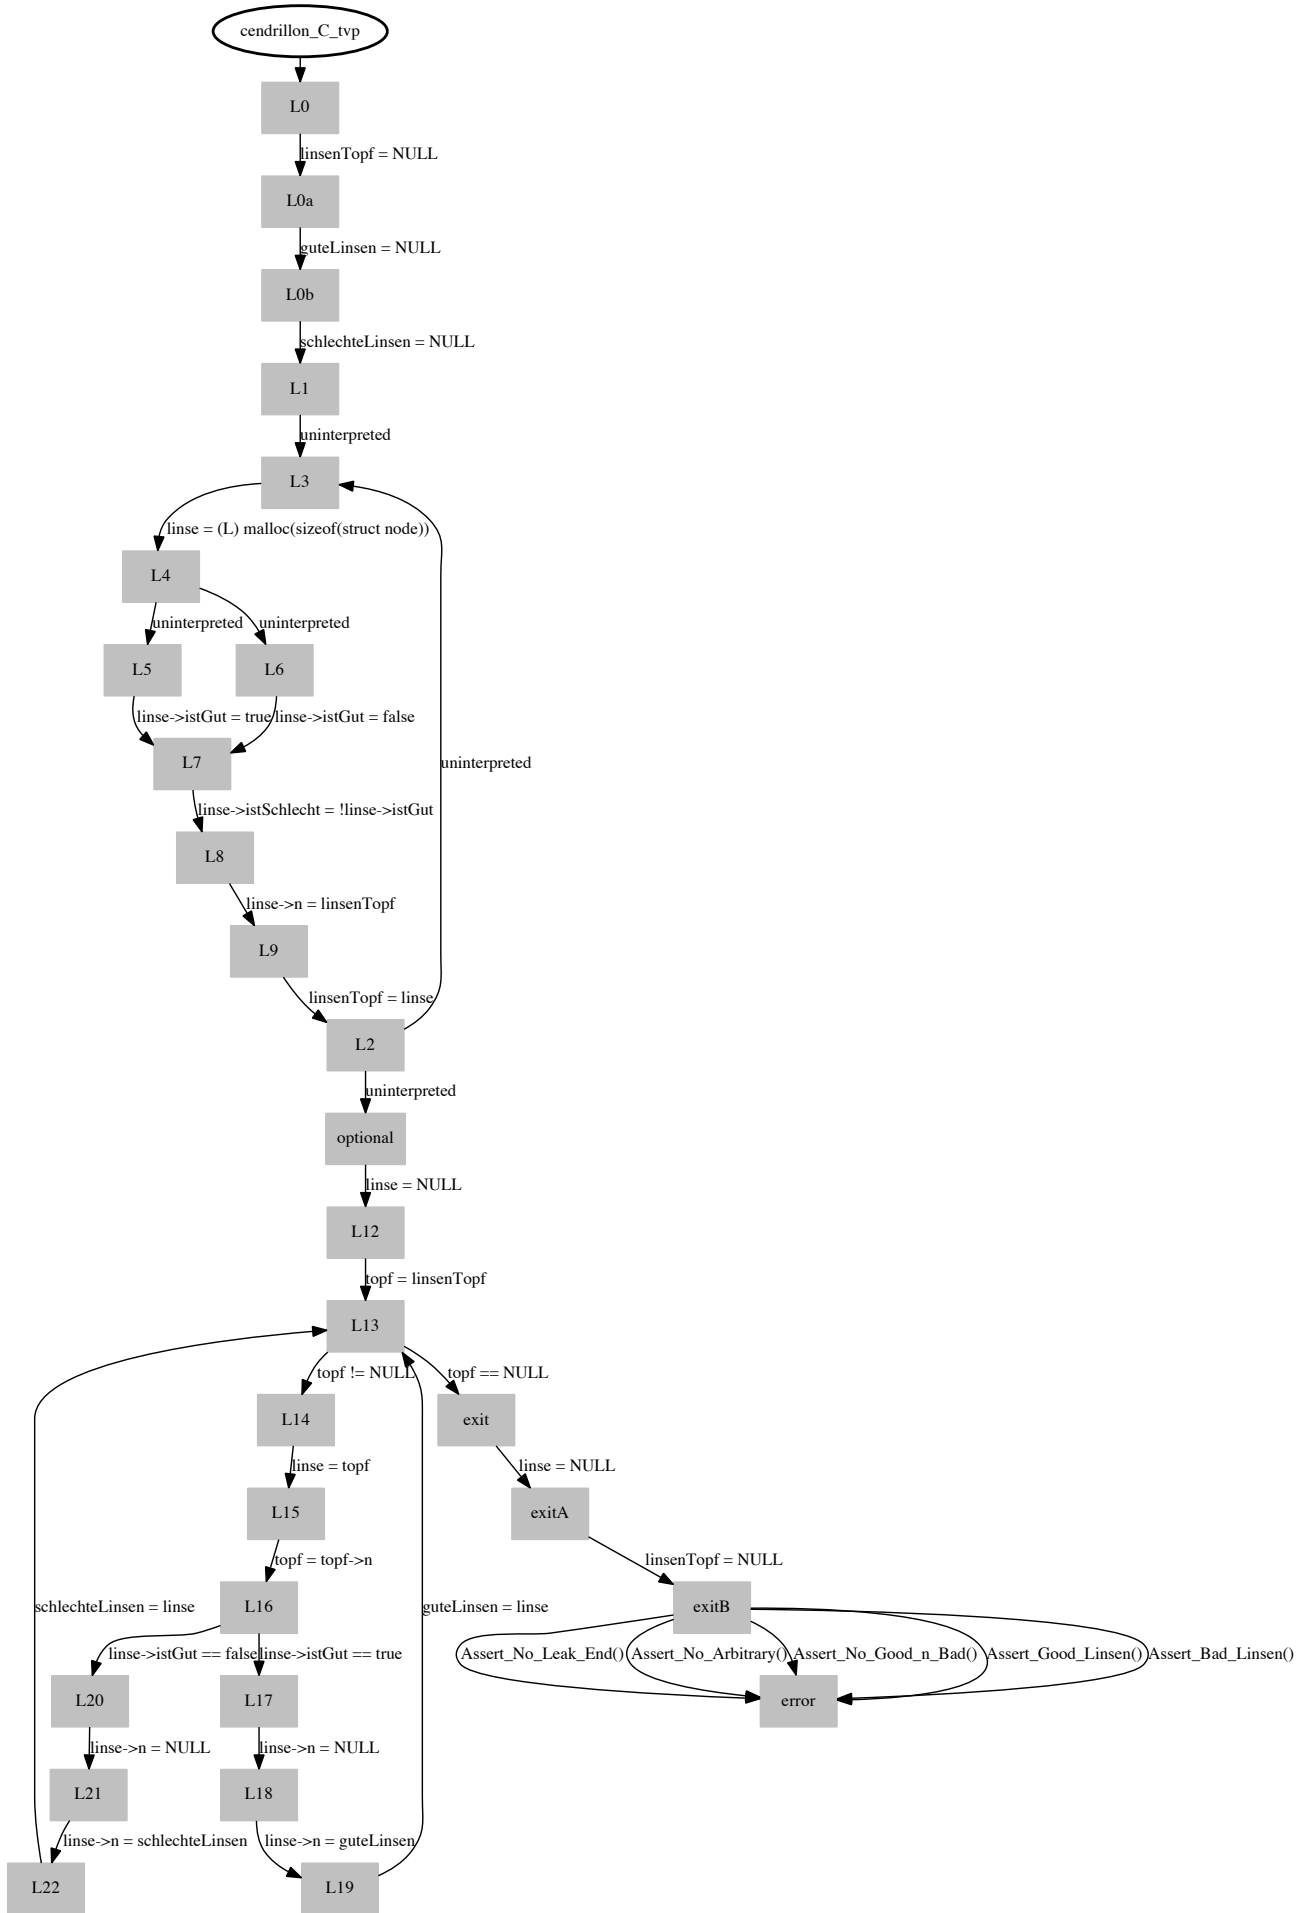 cendrillon_C_tvp
L0
linsenTopf = NULL
L0a
guteLinsen = NULL
L0b
schlechteLinsen = NULL
L1
uninterpreted
L3
linse = (L) malloc(sizeof(struct node))
L4
uninterpreted
uninterpreted
L5
L6
linse->istGut = true
linse->istGut = false
L7
uninterpreted
linse->istSchlecht = !linse->istGut
L8
linse->n = linsenTopf
L9
linsenTopf = linse
L2
uninterpreted
optional
linse = NULL
L12
topf = linsenTopf
L13
topf != NULL
topf == NULL
L14
exit
linse = topf
linse = NULL
L15
exitA
topf = topf->n
linsenTopf = NULL
schlechteLinsen = linse
L16
guteLinsen = linse
exitB
linse->istGut == false
linse->istGut == true
Assert_No_Leak_End()
Assert_No_Arbitrary()
Assert_No_Good_n_Bad()
Assert_Good_Linsen()
Assert_Bad_Linsen()
L20
L17
error
linse->n = NULL
linse->n = NULL
L21
L18
linse->n = schlechteLinsen
linse->n = guteLinsen
L22
L19